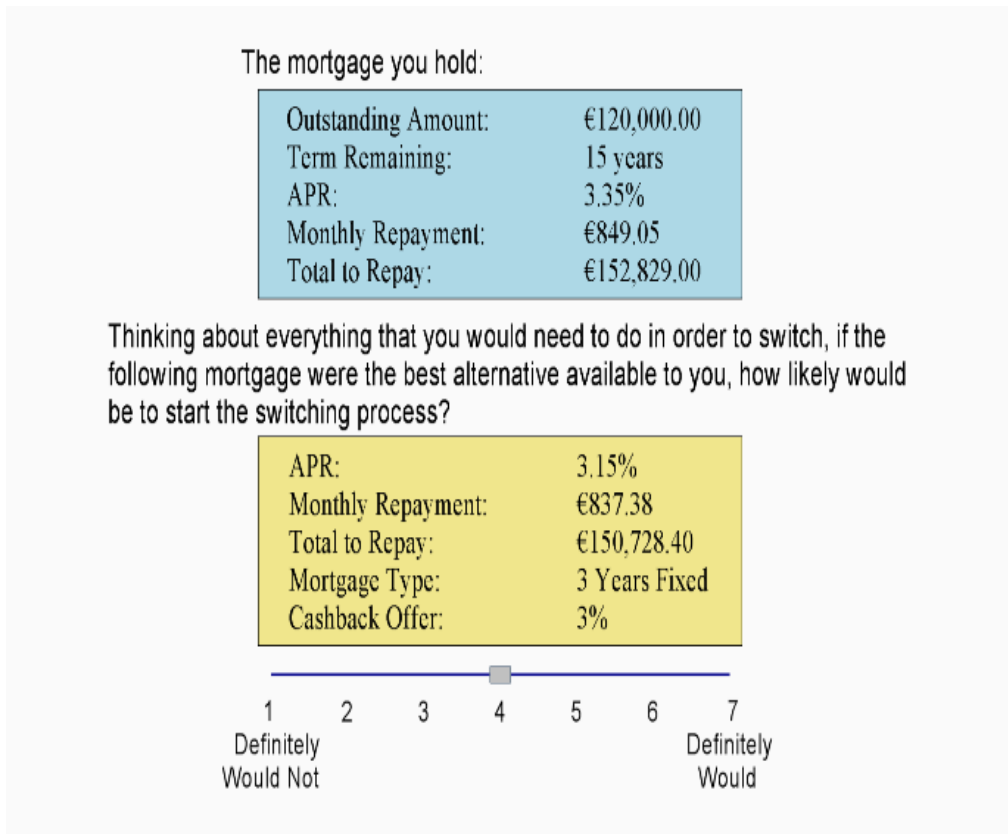 The mortgage you hold:
Outstanding Amount: €120,000.00
Term Remaining: 15 years
APR: 3.35%
Monthly Repayment: €849.05
Total to Repay: €152,829.00
Thinking about everything that you would need to do in order to switch, if the
following mortgage were the best alternative available to you, how likely would
be to start the switching process?
APR: 3.15%
Monthly Repayment: €837.38
Total to Repay: €150,728.40
Mortgage Type: 3 Years Fixed
Cashback Offer: 3%
1 2 3 4 5 6 7
Definitely Definitely
Would Not Would